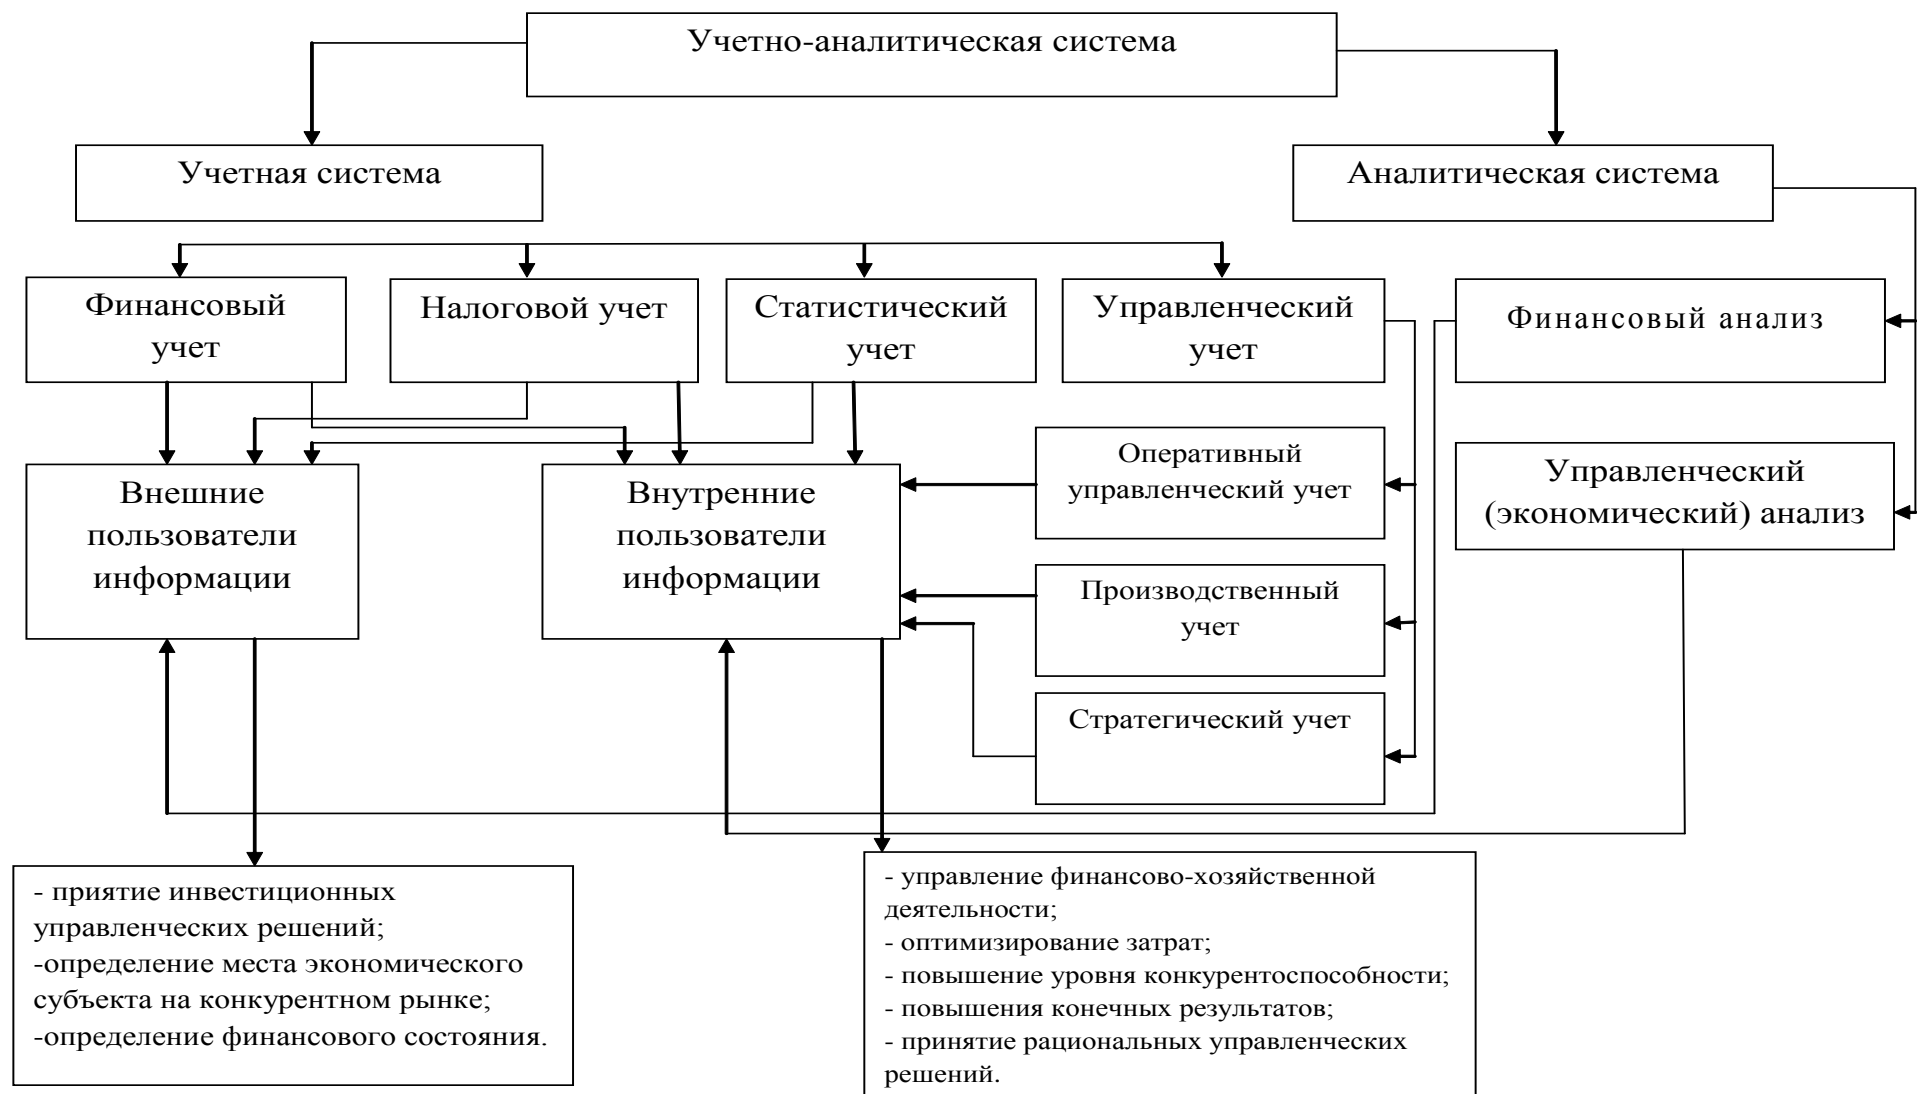 Учетно-аналитическая система
Учетная система
Аналитическая система
Финансовый
учет
Налоговой учет
Статистический
учет
Управленческий
учет
Финансовый анализ
Оперативный
управленческий учет
Управленческий
(экономический) анализ
Внешние
пользователи
информации
Внутренние
пользователи
информации
Производственный
учет
Стратегический учет
- приятие инвестиционных
управленческих решений;
-определение места экономического
субъекта на конкурентном рынке;
-определение финансового состояния.
- управление финансово-хозяйственной
деятельности;
- оптимизирование затрат;
- повышение уровня конкурентоспособности;
- повышения конечных результатов;
- принятие рациональных управленческих
решений.